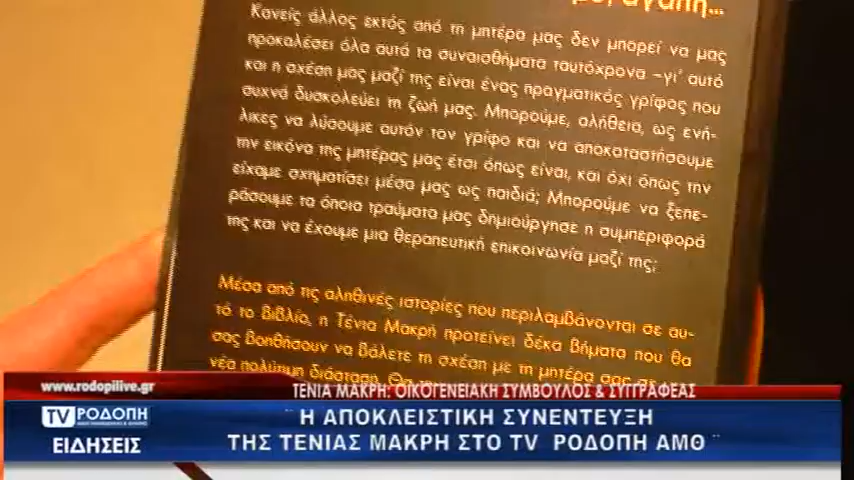 αγάπη...
Κανείς άλλος εκτός από τη μητέρα μας δεν μπορεί να μας
προκαλέσει όλα αυτά τα συναισθήματα ταυτόχρονα –γι' αυτό
και η σχέση μας μαζί της είναι ένας πραγματικός γρίφος που
συχνά δυσκολεύει τη ζωή μας. Μπορούμε, αλήθεια, ως ενή-
λικες να λύσουμε αυτόν τον γρίφο και να αποκαταστήσουμε
την εικόνα της μητέρας μας έτσι όπως είναι, και όχι όπως την
είχαμε σχηματίσει μέσα μας ως παιδιά; Μπορούμε να ξεπε-
ράσουμε τα όποια τραύματα μας δημιούργησε η συμπεριφορά
της και να έχουμε μια θεραπευτική επικοινωνία μαζί της;
Μέσα από τις αληθινές ιστορίες που περιλαμβάνονται σε αυ-
τό το βιβλίο, η Τένια Μακρή προτείνει δέκα βήματα που θα
σας βοηθήσουν να βάλετε τη σχέση με τη μητέρα σας σε
νέα πολύτιμη διάσταση.
www.rodopilive.gr
ΤΕΝΙΑ ΜΑΚΡΗ: ΟΙΚΟΓΕΝΕΙΑΚΗ ΣΥΜΒΟΥΛΟΣ & ΣΥΓΓΡΑΦΕΑΣ
TV ΡΟΔΟΠΗ
ΕΙΔΗΣΕΙΣ
¨ Η ΑΠΟΚΛΕΙΣΤΙΚΗ ΣΥΝΕΝΤΕΥΞΗ
ΤΗΣ ΤΕΝΙΑΣ ΜΑΚΡΗ ΣΤΟ TV ΡΟΔΟΠΗ ΑΜΘ ¨